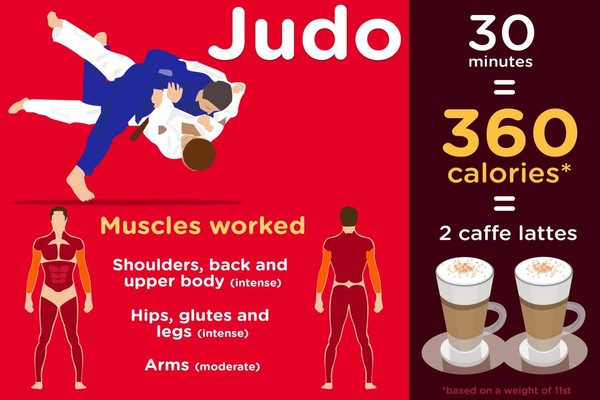 Judo
Muscles worked
Shoulders, back and
upper body (intense)
Hips, glutes and
legs (intense)
Arms (moderate)
30
minutes
=
360
calories*
=
2 caffe lattes
*based on a weight of 11st